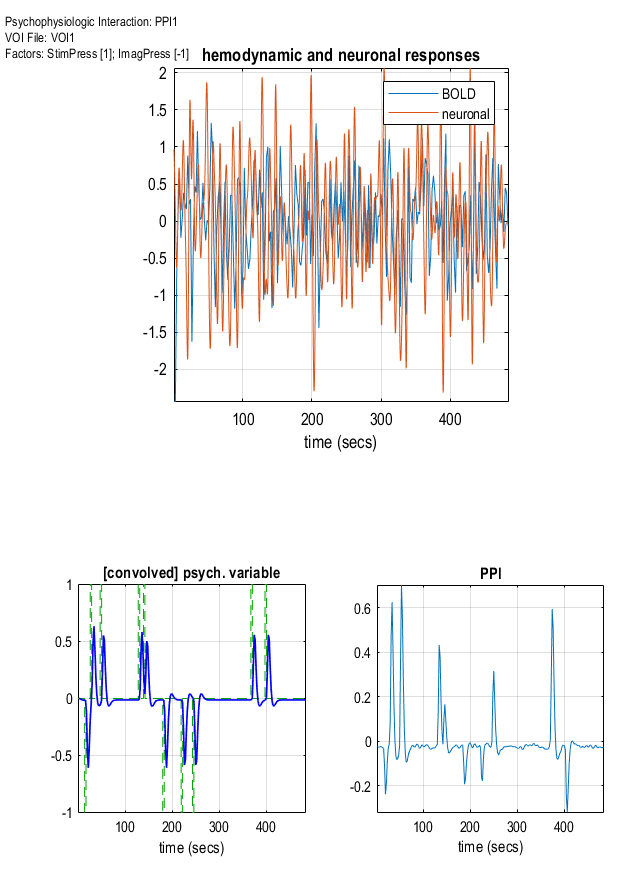 Psychophysiologic Interaction: PPI1
VOI File: VOI1
Factors: StimPress [1]; ImagPress [-1]
hemodynamic and neuronal responses
2
1.5
1
0.5
0
-0.5
-1
-1.5
-2
BOLD
neuronal
100 200 300 400
time (secs)
[convolved] psych. variable
1
0.5
0
-0.5
-1
100 200 300 400
time (secs)
PPI
0.6
0.4
0.2
0
-0.2
100 200 300 400
time (secs)